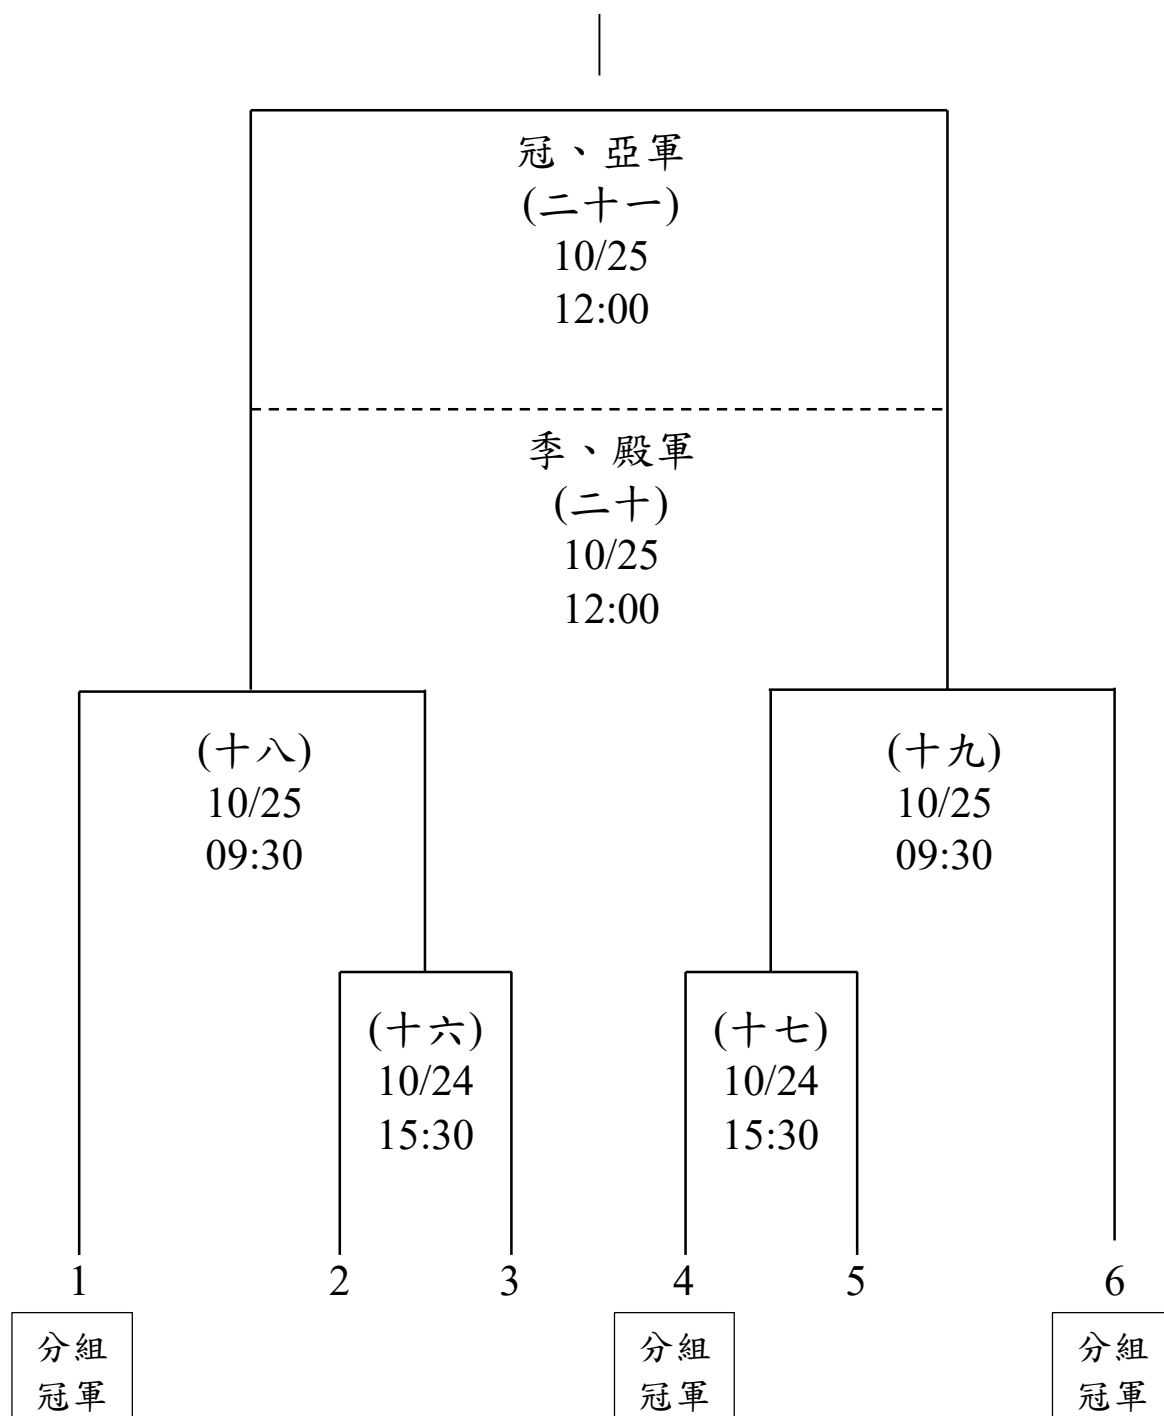 冠、亞軍
(二十一)
10/25
12:00
季、殿軍
(二十)
10/25
12:00
(十八)
10/25
09:30
(十九)
10/25
09:30
(十六)
10/24
15:30
(十七)
10/24
15:30
1 2 3 4 5 6
分組 分組 分組
冠軍 冠軍 冠軍